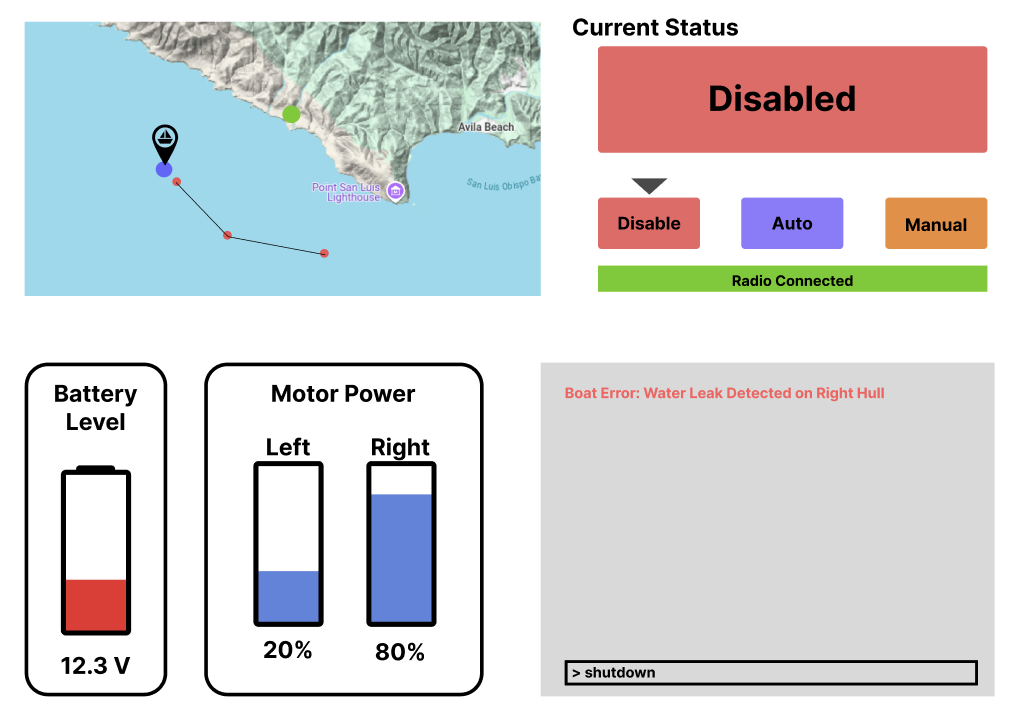 Current Status
Disabled
Avila Beach
San Luis Obispo Ba
Point San Luis
Lighthouse
Disable
Auto
Manual
Radio Connected
Battery
Level
12.3 V
Motor Power
Left
Right
20%
80%
Boat Error: Water Leak Detected on Right Hull
> shutdown